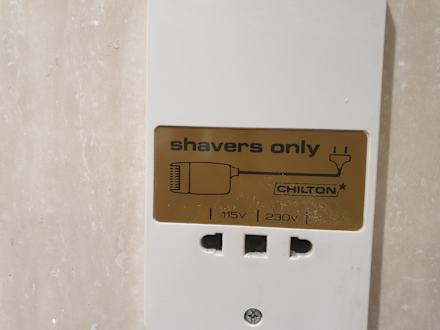 shavers only
CHILTON
115V 230V